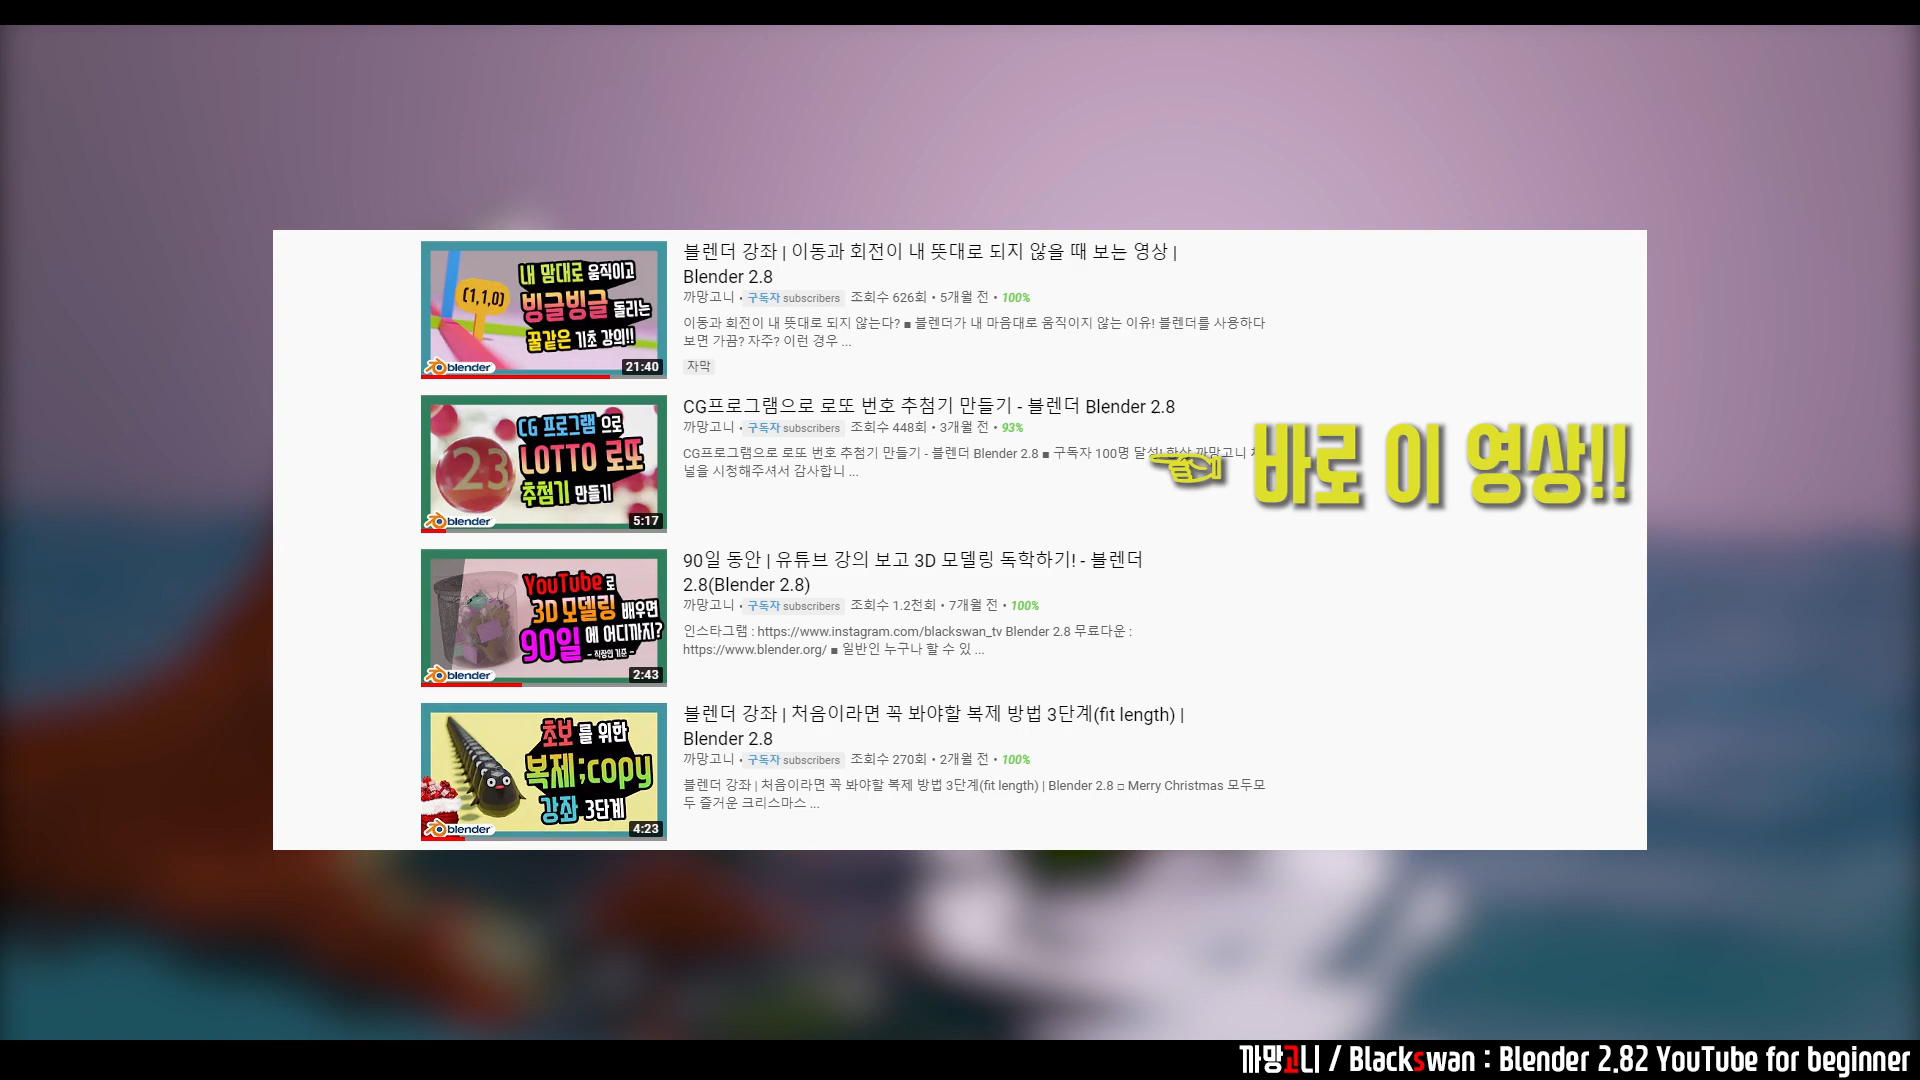 내 맘대로 움직이고
(1,1,0)
빙글빙글 돌리는
꿀같은 기초 강의!!
blender
21:40
블렌더 강좌 | 이동과 회전이 내 뜻대로 되지 않을 때 보는 영상 |
Blender 2.8
까망고니 • 구독자 subscribers 조회수 626회 • 5개월 전 • 100%
이동과 회전이 내 뜻대로 되지 않는다? ■ 블렌더가 내 마음대로 움직이지 않는 이유! 블렌더를 사용하다
보면 가끔? 자주? 이런 경우 ...
자막
CG 프로그램 으로
23
LOTTO 로또
추첨기 만들기
blender
5:17
CG프로그램으로 로또 번호 추첨기 만들기 - 블렌더 Blender 2.8
까망고니 • 구독자 subscribers 조회수 448회 • 3개월 전 • 93%
CG프로그램으로 로또 번호 추첨기 만들기 - 블렌더 Blender 2.8 ■ 구독자 100명 달성! 항상 까망고니
널을 시청해주셔서 감사합니 ...
바로 이 영상!!
YouTube로
3D 모델링 배우면
90일에 어디까지?
- 직장인 기준 -
blender
2:43
90일 동안 | 유튜브 강의 보고 3D 모델링 독학하기! - 블렌더
2.8(Blender 2.8)
까망고니 • 구독자 subscribers 조회수 1.2천회 • 7개월 전 • 100%
인스타그램 : https://www.instagram.com/blackswan_tv Blender 2.8 무료다운 :
https://www.blender.org/ ■ 일반인 누구나 할 수 있 ...
초보를 위한
복제;copy
강좌 3단계
blender
4:23
블렌더 강좌 | 처음이라면 꼭 봐야할 복제 방법 3단계(fit length) |
Blender 2.8
까망고니 • 구독자 subscribers 조회수 270회 • 2개월 전 • 100%
블렌더 강좌 | 처음이라면 꼭 봐야할 복제 방법 3단계(fit length) | Blender 2.8 □ Merry Christmas 모두모
두 즐거운 크리스마스 ...
까망고니 / Blackswan : Blender 2.82 YouTube for beginner